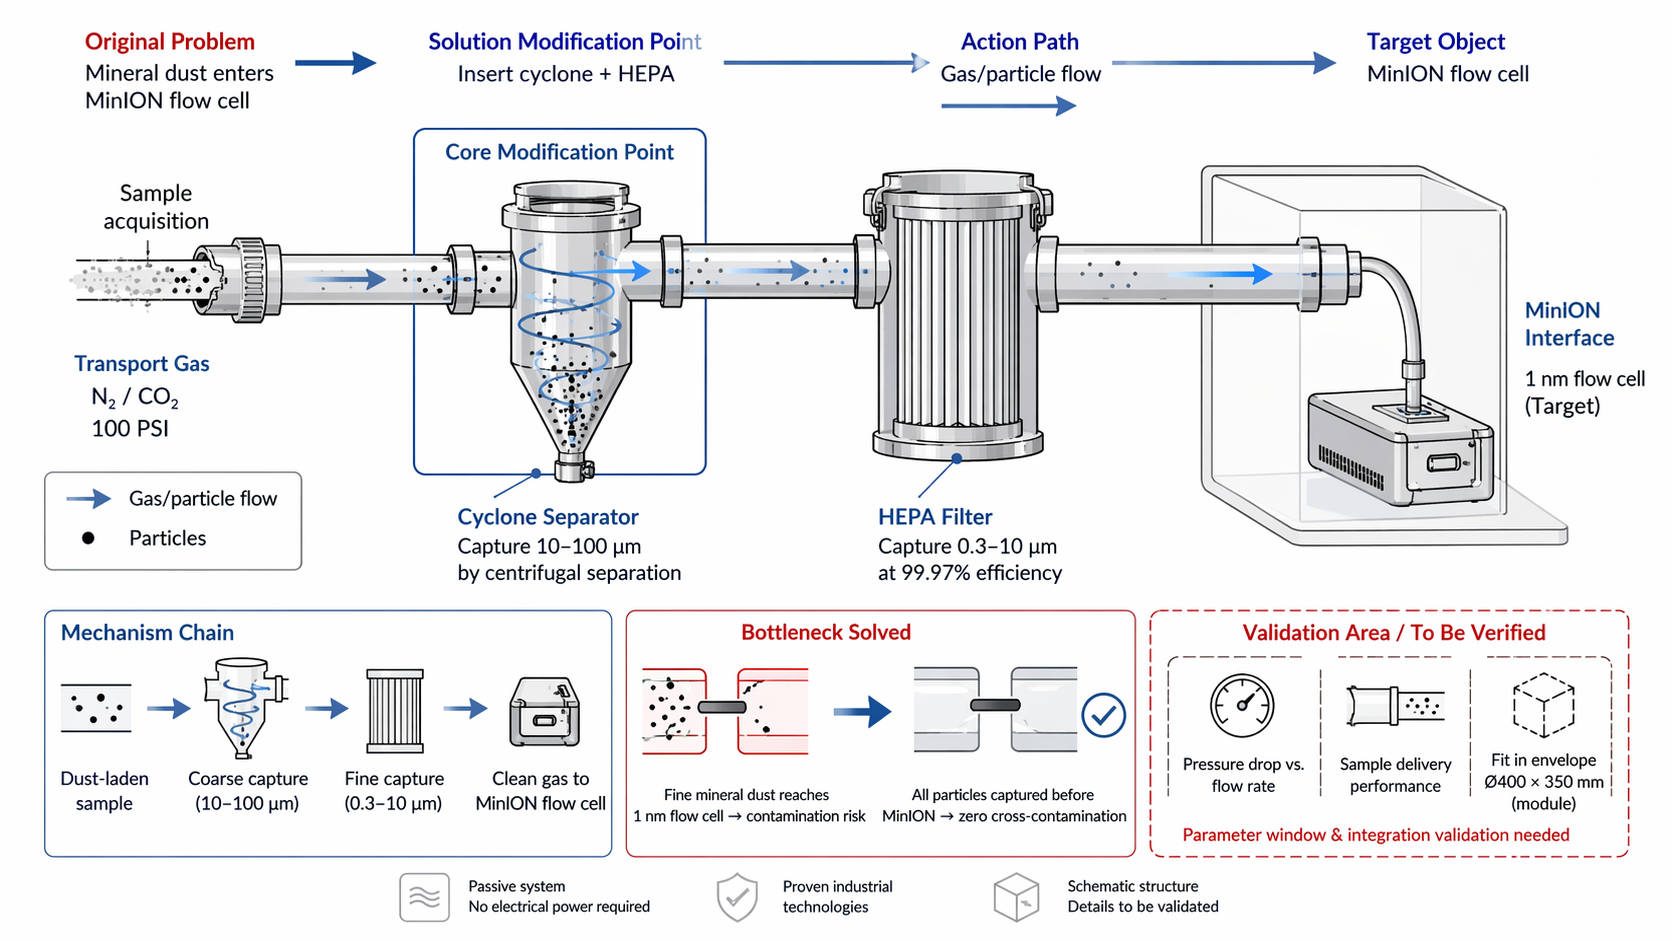 Original Problem
Mineral dust enters
MinION flow cell
Solution Modification Point
Insert cyclone + HEPA
Action Path
Gas/particle flow
Target Object
MinION flow cell
Core Modification Point
Sample
acquisition
Transport Gas
N₂ / CO₂
100 PSI
Gas/particle flow
Particles
Cyclone Separator
Capture 10–100 μm
by centrifugal separation
HEPA Filter
Capture 0.3–10 μm
at 99.97% efficiency
MinION
Interface
1 nm flow cell
(Target)
Mechanism Chain
Dust-laden
sample
Coarse capture
(10–100 μm)
Fine capture
(0.3–10 μm)
Clean gas to
MinION flow cell
Bottleneck Solved
Fine mineral dust reaches
1 nm flow cell → contamination risk
All particles captured before
MinION → zero cross-contamination
Validation Area / To Be Verified
Pressure drop vs.
flow rate
Sample delivery
performance
Fit in envelope
Ø400 × 350 mm
(module)
Parameter window & integration validation needed
Passive system
No electrical power required
Proven industrial
technologies
Schematic structure
Details to be validated